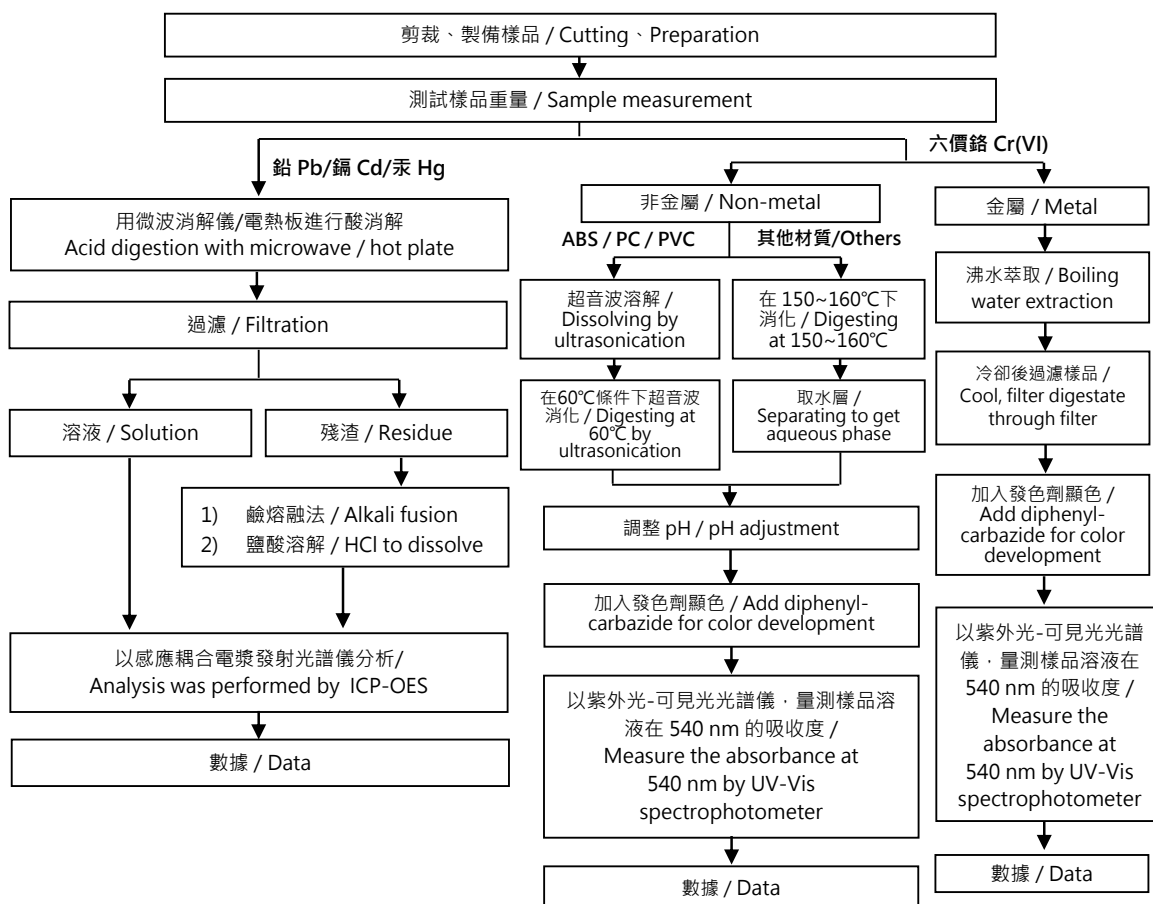 剪裁、製備樣品 / Cutting、Preparation
測試樣品重量 / Sample measurement
鉛 Pb/鎘 Cd/汞 Hg
六價鉻 Cr(VI)
用微波消解儀/電熱板進行酸消解
Acid digestion with microwave / hot plate
過濾 / Filtration
溶液 / Solution
殘渣 / Residue
1) 鹼熔融法 / Alkali fusion
2) 鹽酸溶解 / HCl to dissolve
以感應耦合電漿發射光譜儀分析/
Analysis was performed by ICP-OES
數據 / Data
非金屬 / Non-metal
ABS / PC / PVC
其他材質/Others
超音波溶解 /
Dissolving by
ultrasonication
在60℃條件下超音波
消化 / Digesting at
60℃ by
ultrasonication
在 150~160℃下
消化 / Digesting
at 150~160℃
取水層 /
Separating to get
aqueous phase
調整 pH / pH adjustment
加入發色劑顯色 / Add diphenyl-
carbazide for color development
以紫外光-可見光光譜儀，量測樣品溶
液在 540 nm 的吸收度 /
Measure the absorbance at
540 nm by UV-Vis
spectrophotometer
數據 / Data
金屬 / Metal
沸水萃取 / Boiling
water extraction
冷卻後過濾樣品 /
Cool, filter digestate
through filter
加入發色劑顯色 /
Add diphenyl-
carbazide for color
development
以紫外光-可見光光譜
儀，量測樣品溶液在
540 nm 的吸收度 /
Measure the
absorbance at
540 nm by UV-Vis
spectrophotometer
數據 / Data